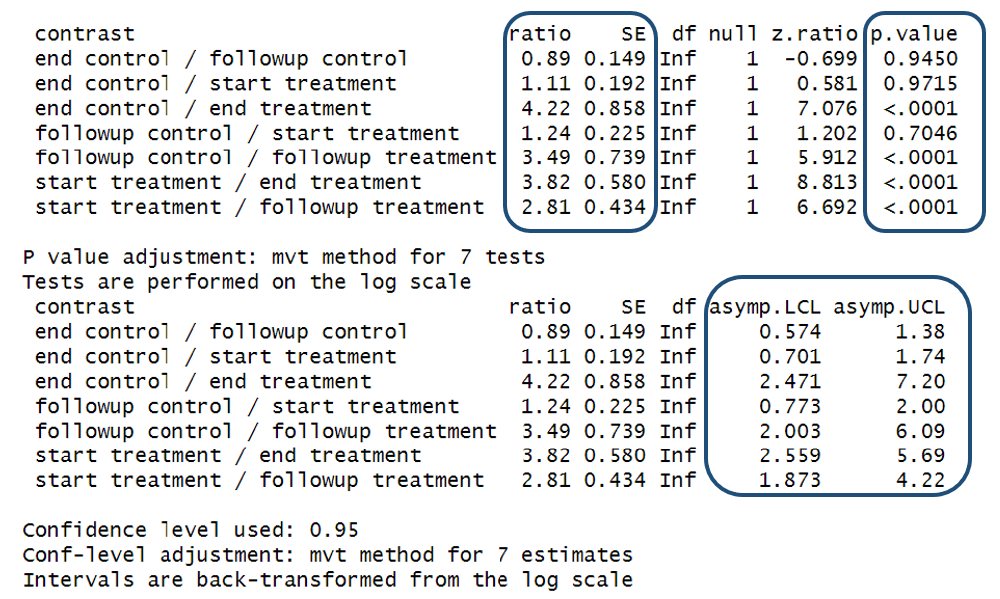 contrast ratio SE df null z.ratio p.value
end control / followup control 0.89 0.149 Inf 1 -0.699 0.9450
end control / start treatment 1.11 0.192 Inf 1 0.581 0.9715
end control / end treatment 4.22 0.858 Inf 1 7.076 <.0001
followup control / start treatment 1.24 0.225 Inf 1 1.202 0.7046
followup control / followup treatment 3.49 0.739 Inf 1 5.912 <.0001
start treatment / end treatment 3.82 0.580 Inf 1 8.813 <.0001
start treatment / followup treatment 2.81 0.434 Inf 1 6.692 <.0001
P value adjustment: mvt method for 7 tests
Tests are performed on the log scale
contrast ratio SE df asymp.LCL asymp.UCL
end control / followup control 0.89 0.149 Inf 0.574 1.38
end control / start treatment 1.11 0.192 Inf 0.701 1.74
end control / end treatment 4.22 0.858 Inf 2.471 7.20
followup control / start treatment 1.24 0.225 Inf 0.773 2.00
followup control / followup treatment 3.49 0.739 Inf 2.003 6.09
start treatment / end treatment 3.82 0.580 Inf 2.559 5.69
start treatment / followup treatment 2.81 0.434 Inf 1.873 4.22
Confidence level used: 0.95
Conf-level adjustment: mvt method for 7 estimates
Intervals are back-transformed from the log scale